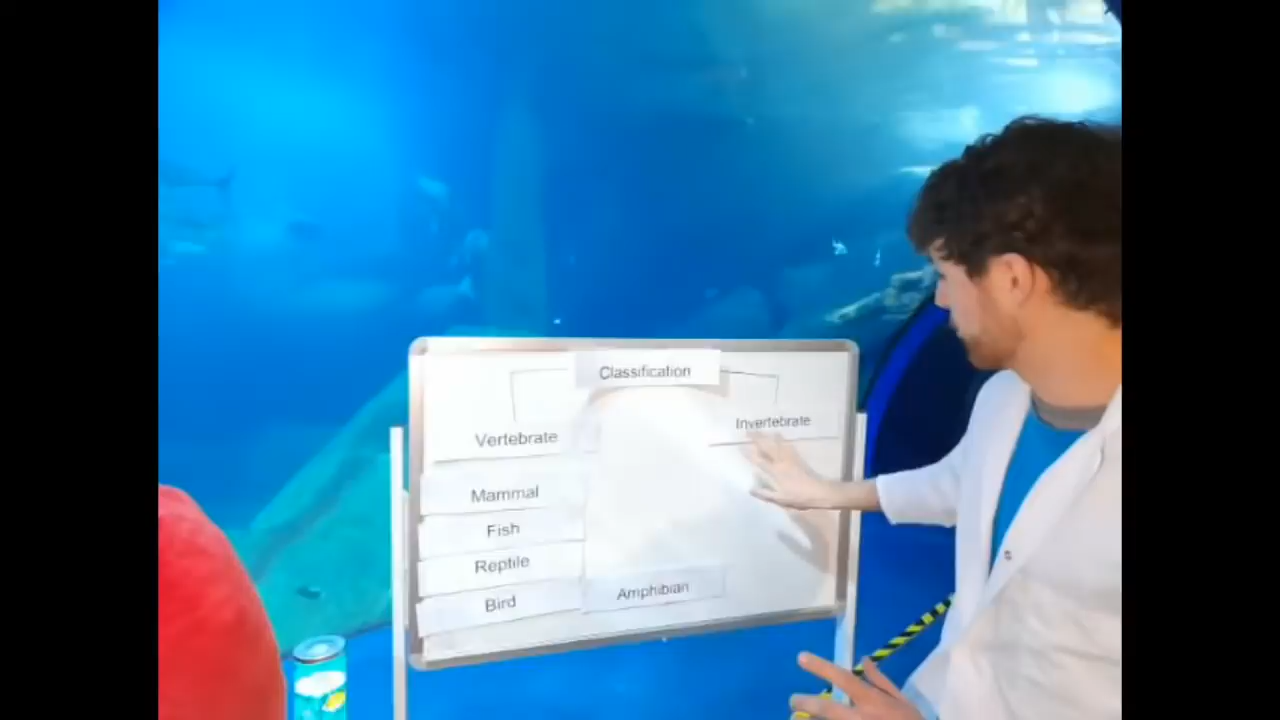 Classification
Vertebrate
Invertebrate
Mammal
Fish
Reptile
Bird
Amphibian